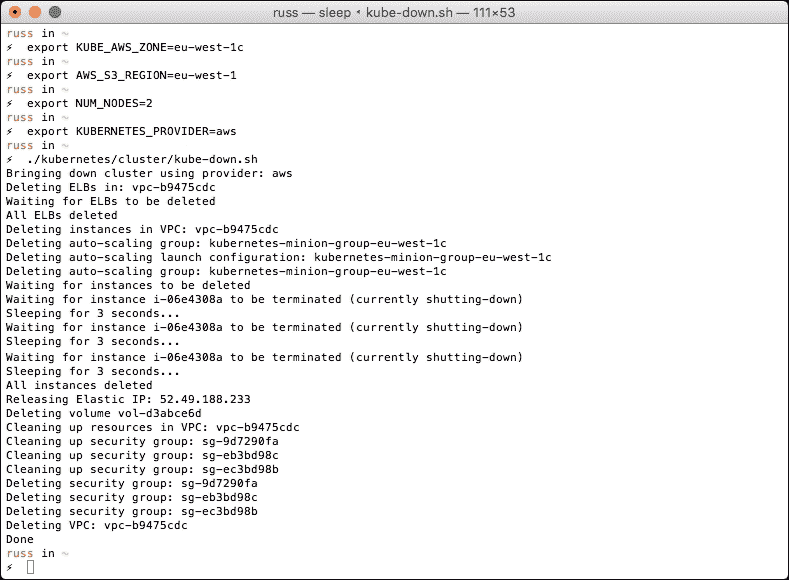 russ — sleep • kube-down.sh — 111×53
russ in ~
⚡ export KUBE_AWS_ZONE=eu-west-1c
russ in ~
⚡ export AWS_S3_REGION=eu-west-1
russ in ~
⚡ export NUM_NODES=2
russ in ~
⚡ export KUBERNETES_PROVIDER=aws
russ in ~
⚡ ./kubernetes/cluster/kube-down.sh
Bringing down cluster using provider: aws
Deleting ELBs in: vpc-b9475cdc
Waiting for ELBs to be deleted
All ELBs deleted
Deleting instances in VPC: vpc-b9475cdc
Deleting auto-scaling group: kubernetes-minion-group-eu-west-1c
Deleting auto-scaling launch configuration: kubernetes-minion-group-eu-west-1c
Deleting auto-scaling group: kubernetes-minion-group-eu-west-1c
Waiting for instances to be deleted
Waiting for instance i-06e4308a to be terminated (currently shutting-down)
Sleeping for 3 seconds...
Waiting for instance i-06e4308a to be terminated (currently shutting-down)
Sleeping for 3 seconds...
Waiting for instance i-06e4308a to be terminated (currently shutting-down)
Sleeping for 3 seconds...
All instances deleted
Releasing Elastic IP: 52.49.188.233
Deleting volume vol-d3abce6d
Cleaning up resources in VPC: vpc-b9475cdc
Cleaning up security group: sg-9d7290fa
Cleaning up security group: sg-eb3bd98c
Cleaning up security group: sg-ec3bd98b
Deleting security group: sg-9d7290fa
Deleting security group: sg-eb3bd98c
Deleting security group: sg-ec3bd98b
Deleting VPC: vpc-b9475cdc
Done
russ in ~
⚡